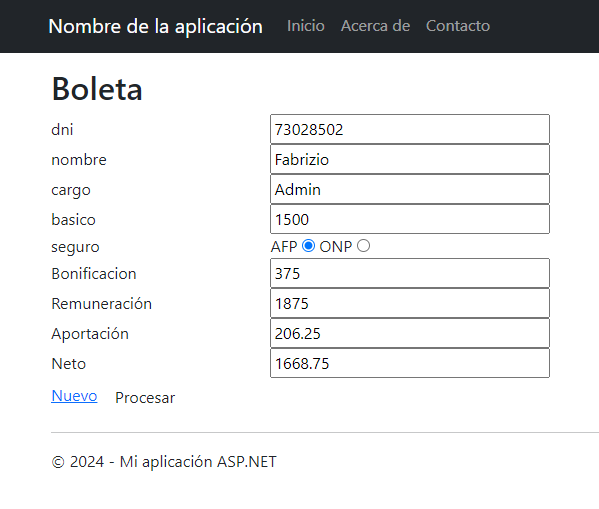 Nombre de la aplicación Inicio Acerca de Contacto
Boleta
dni 73028502
nombre Fabrizio
cargo Admin
basico 1500
seguro AFP ONP
Bonificacion 375
Remuneración 1875
Aportación 206.25
Neto 1668.75
Nuevo Procesar
© 2024 - Mi aplicación ASP.NET